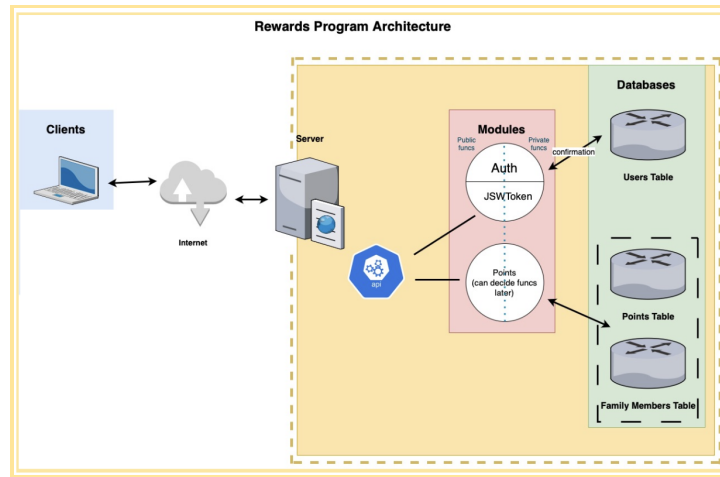 Rewards Program Architecture
Clients
Internet
Server
api
Modules
Public
funcs
Private
funcs
Auth
JSWToken
Points
(can decide funcs
later)
confirmation
Databases
Users Table
Points Table
Family Members Table